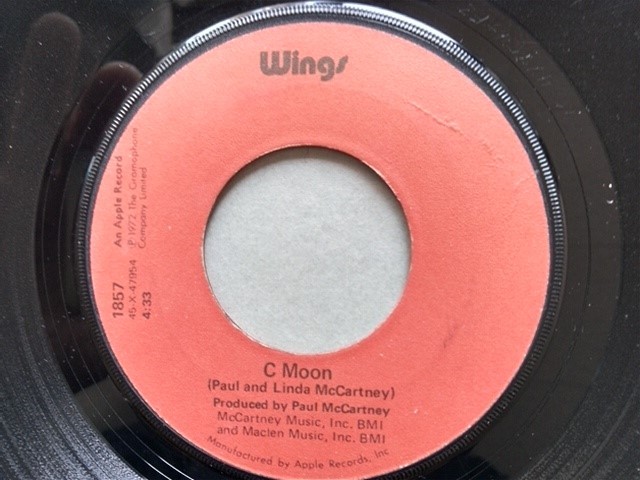 Wings
An Apple Record
℗ 1972 The Gramophone
Company Limited
1857
45-X-47954
4:33
C Moon
(Paul and Linda McCartney)
Produced by Paul McCartney
McCartney Music, Inc. BMI
and Maclen Music, Inc. BMI
Manufactured by Apple Records, Inc